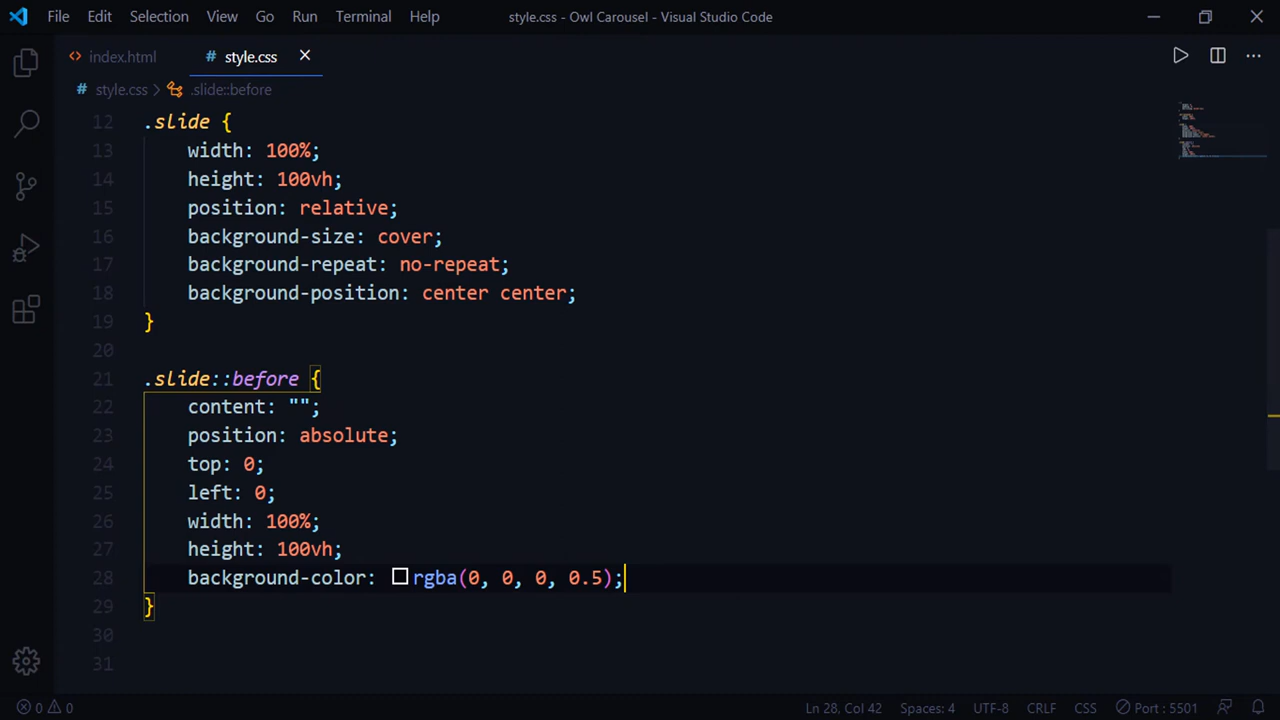 File Edit Selection View Go Run Terminal Help style.css - Owl Carousel - Visual Studio Code
index.html # style.css
# style.css > .slide::before
12 .slide {
13     width: 100%;
14     height: 100vh;
15     position: relative;
16     background-size: cover;
17     background-repeat: no-repeat;
18     background-position: center center;
19 }
20
21 .slide::before {
22     content: "";
23     position: absolute;
24     top: 0;
25     left: 0;
26     width: 100%;
27     height: 100vh;
28     background-color: rgba(0, 0, 0, 0.5);
29 }
30
31
0 0 Ln 28, Col 42 Spaces: 4 UTF-8 CRLF CSS Port : 5501